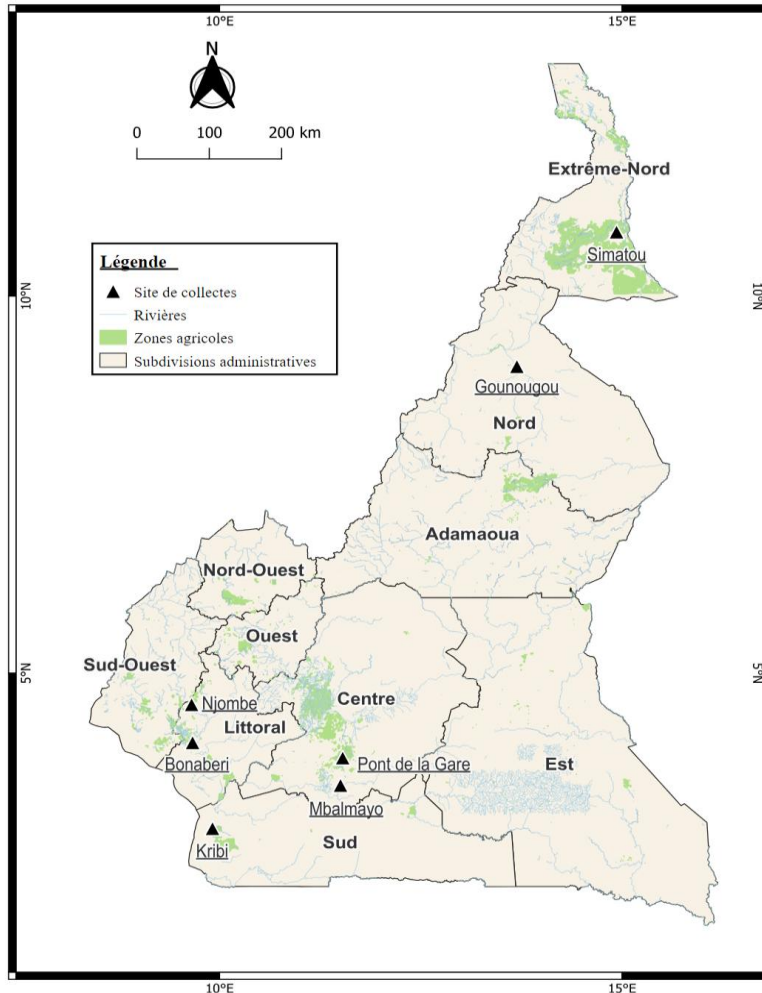 10°E 15°E
N
0 100 200 km
Extrême-Nord
Simatou
Légende
Site de collectes
Rivières
Zones agricoles
Subdivisions administratives
10°N 10°N
Gounougou
Nord
Adamaoua
Nord-Ouest
Ouest
Sud-Ouest
5°N 5°N
Centre
Njombe
Littoral
Bonaberi
Pont de la Gare
Est
Mbalmayo
Kribi
Sud
10°E 15°E